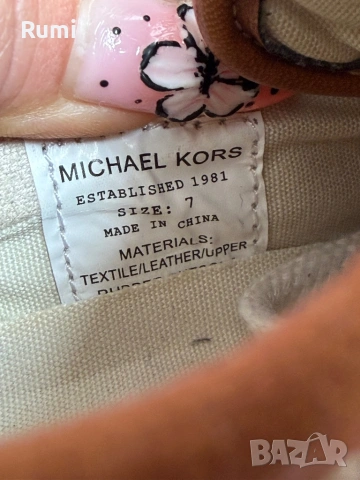 Rumi
MICHAEL KORS
ESTABLISHED 1981
SIZE: 7
MADE IN CHINA
MATERIALS:
TEXTILE/LEATHER/UPPER
BAZAR